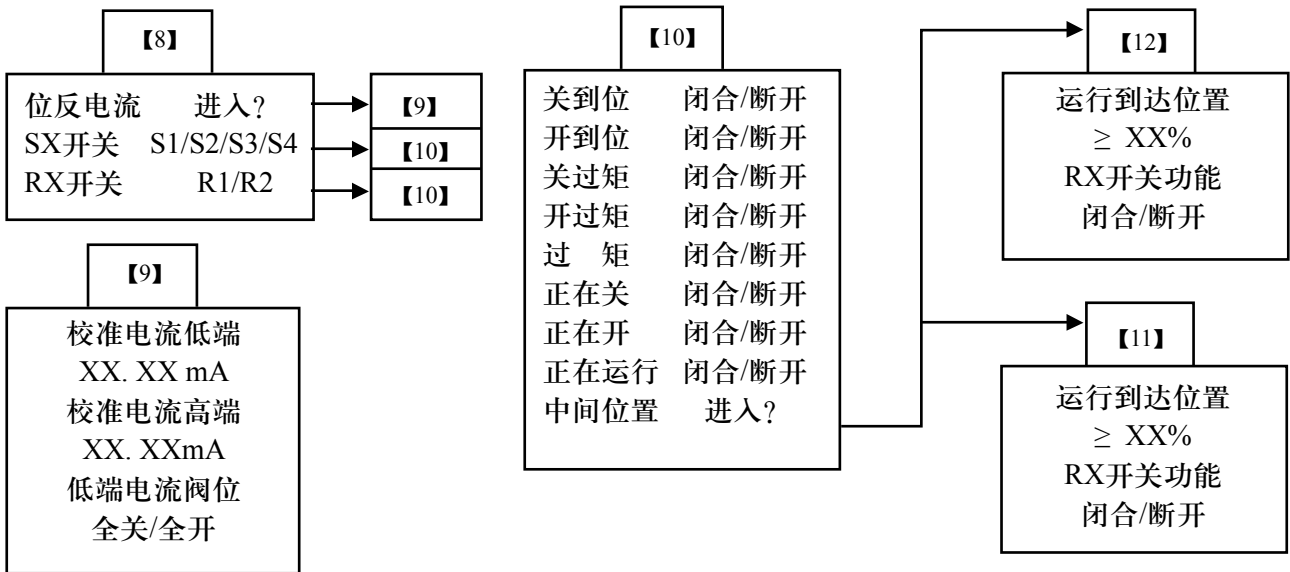 【8】
位反电流 进入?
SX开关 S1/S2/S3/S4
RX开关 R1/R2
【9】
【10】
【10】
【9】
校准电流低端
XX. XX mA
校准电流高端
XX. XXmA
低端电流阀位
全关/全开
【10】
关到位 闭合/断开
开到位 闭合/断开
关过矩 闭合/断开
开过矩 闭合/断开
过 矩 闭合/断开
正在关 闭合/断开
正在开 闭合/断开
正在运行 闭合/断开
中间位置 进入?
【12】
运行到达位置
≥ XX%
RX开关功能
闭合/断开
【11】
运行到达位置
≥ XX%
RX开关功能
闭合/断开